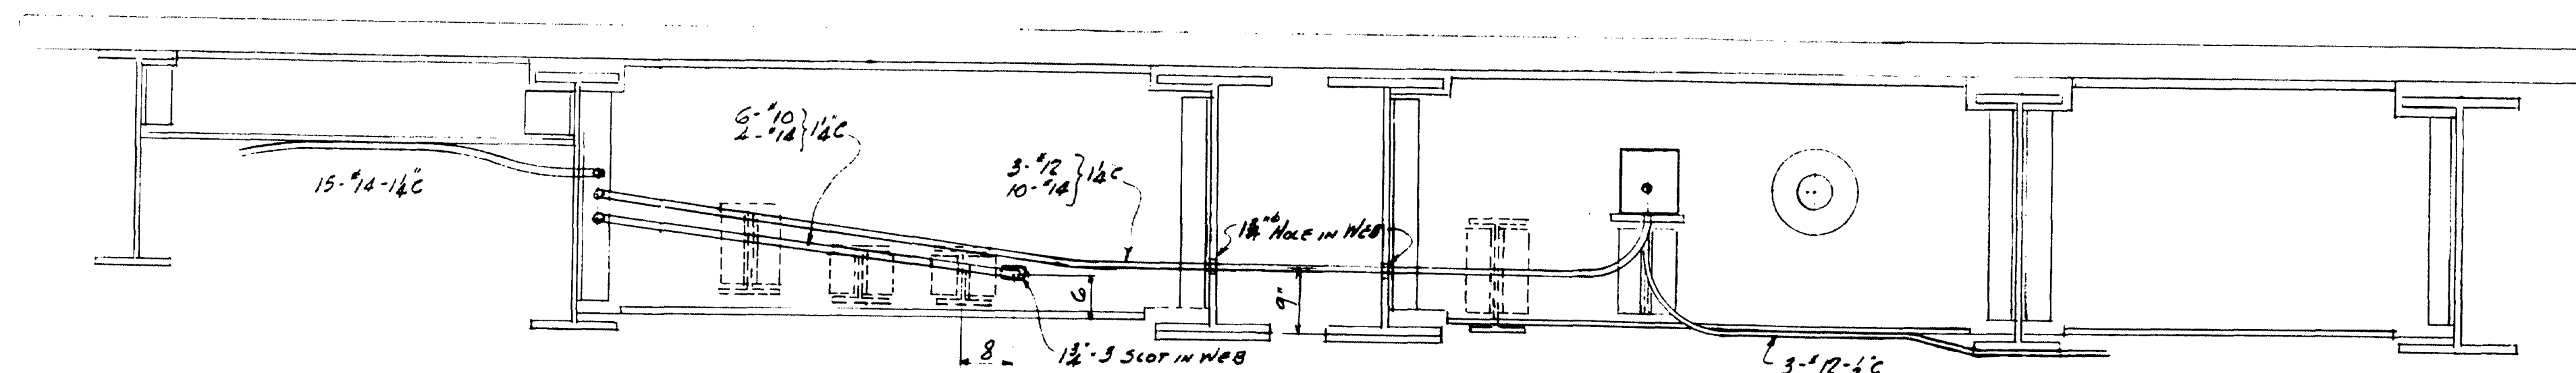 6-#10 } 1¼"C
4-#14
3-#12 } 1¼"C
10-#14
15-#14-1¼"C
1¾"ø HOLE IN WEB
6
9"
8
1¾"-3 SLOT IN WEB
3-#12-½"C